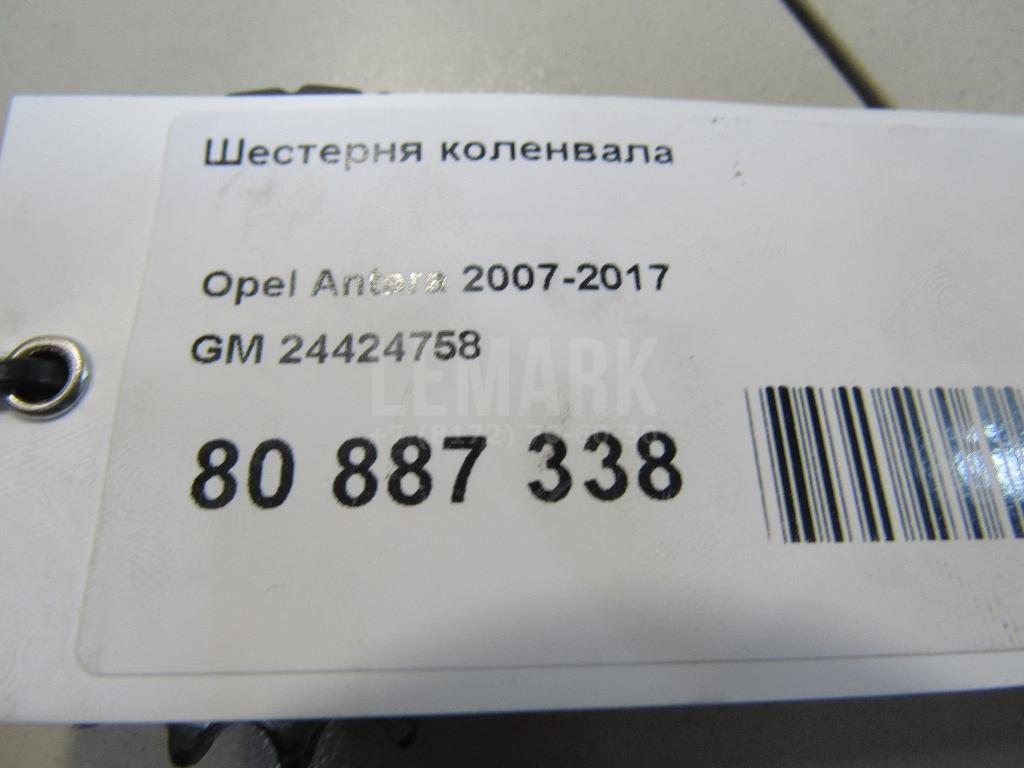 Шестерня коленвала
Opel Antara 2007-2017
GM 24424758
LEMARK
80 887 338